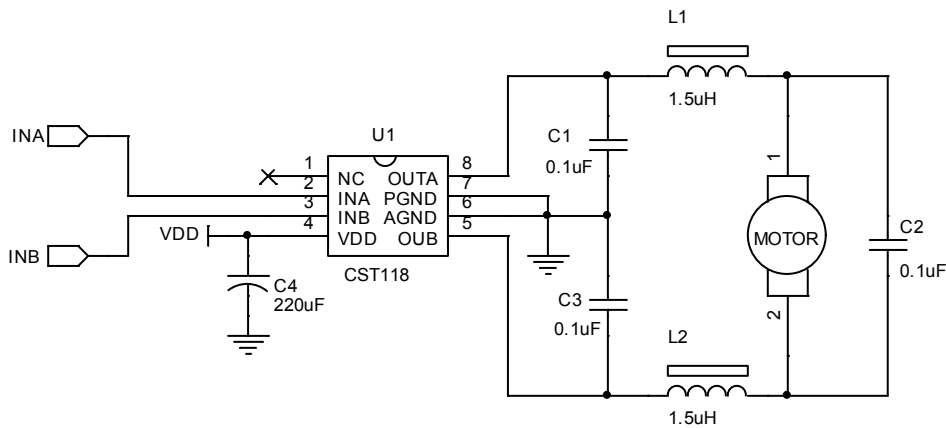 L1
1.5uH
INA
U1
C1
0.1uF
1
8
NC
OUTA
2
7
INA
PGND
3
6
INB
AGND
4
5
VDD
OUB
CST118
VDD
INB
C4
220uF
C3
0.1uF
1
MOTOR
2
C2
0.1uF
L2
1.5uH